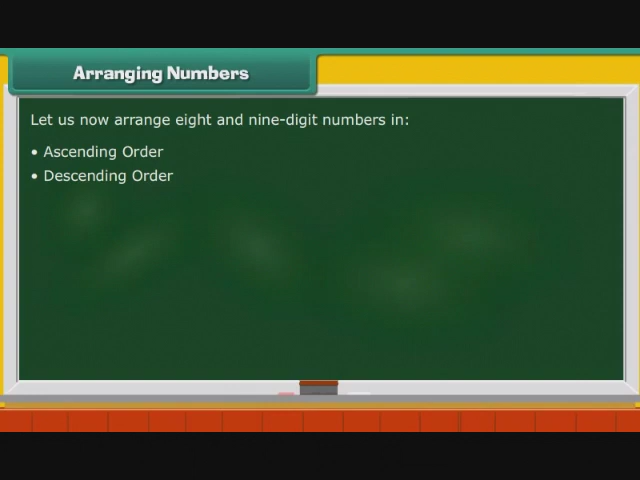 Arranging Numbers
Let us now arrange eight and nine-digit numbers in:
• Ascending Order
• Descending Order